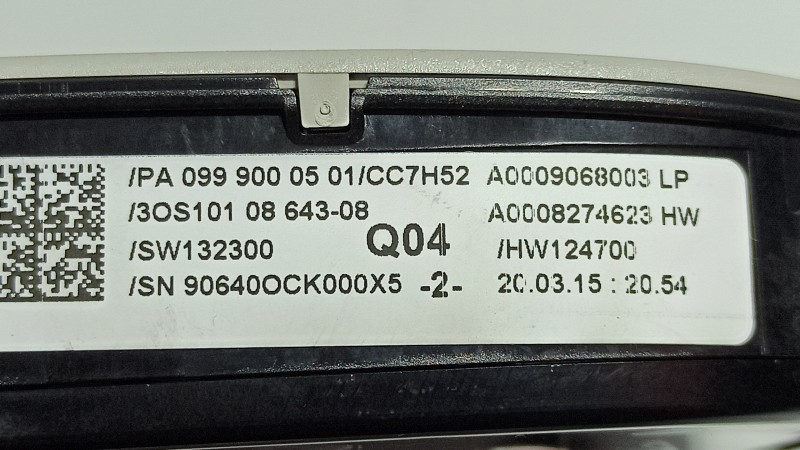 /PA 099 900 05 01/CC7H52 A0009068003 LP
/3OS101 08 643-08 A0008274623 HW
/SW132300 Q04 /HW124700
/SN 90640OCK000X5 -2- 20.03.15 : 20.54